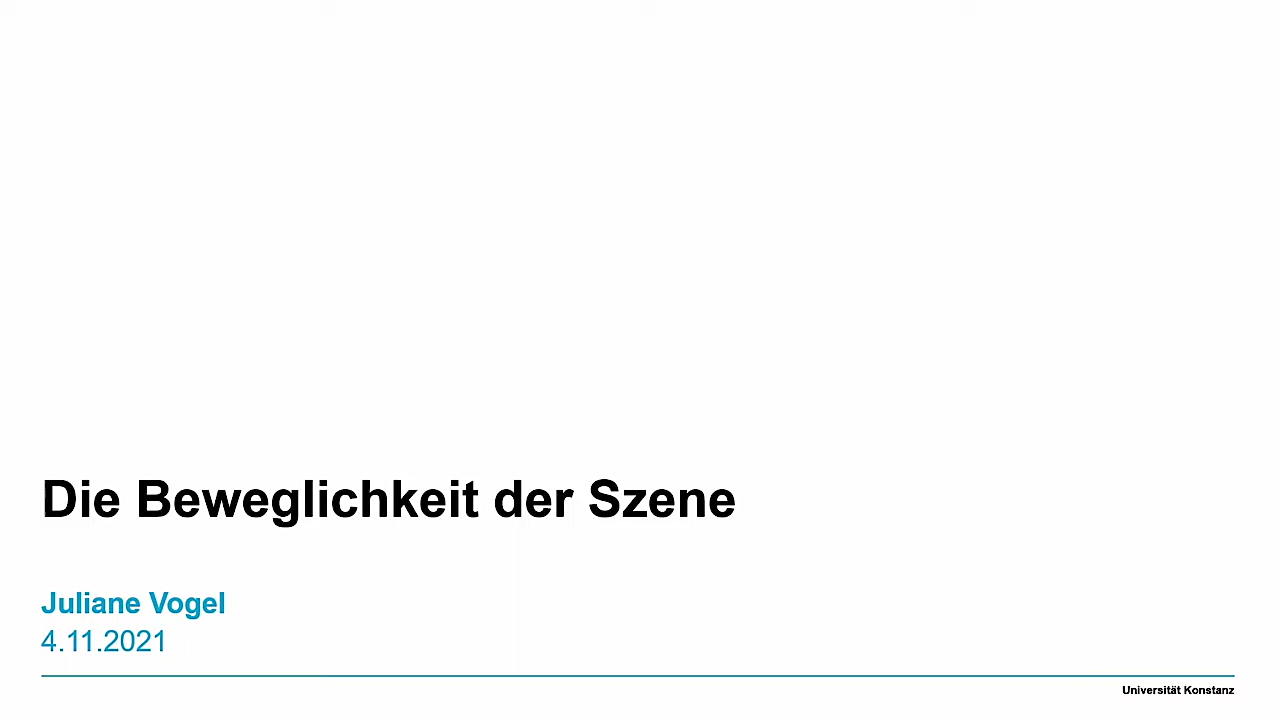 Die Beweglichkeit der Szene
Juliane Vogel
4.11.2021
Universität Konstanz